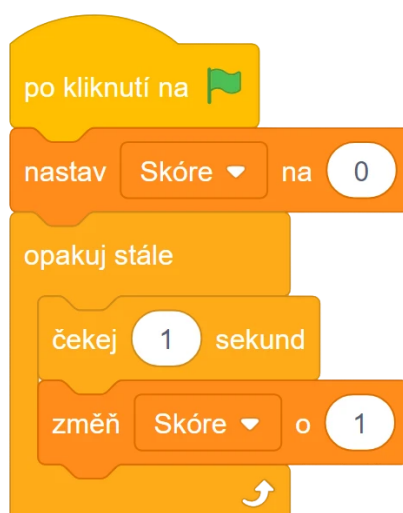 po kliknutí na
nastav Skóre na 0
opakuj stále
čekej 1 sekund
změň Skóre o 1